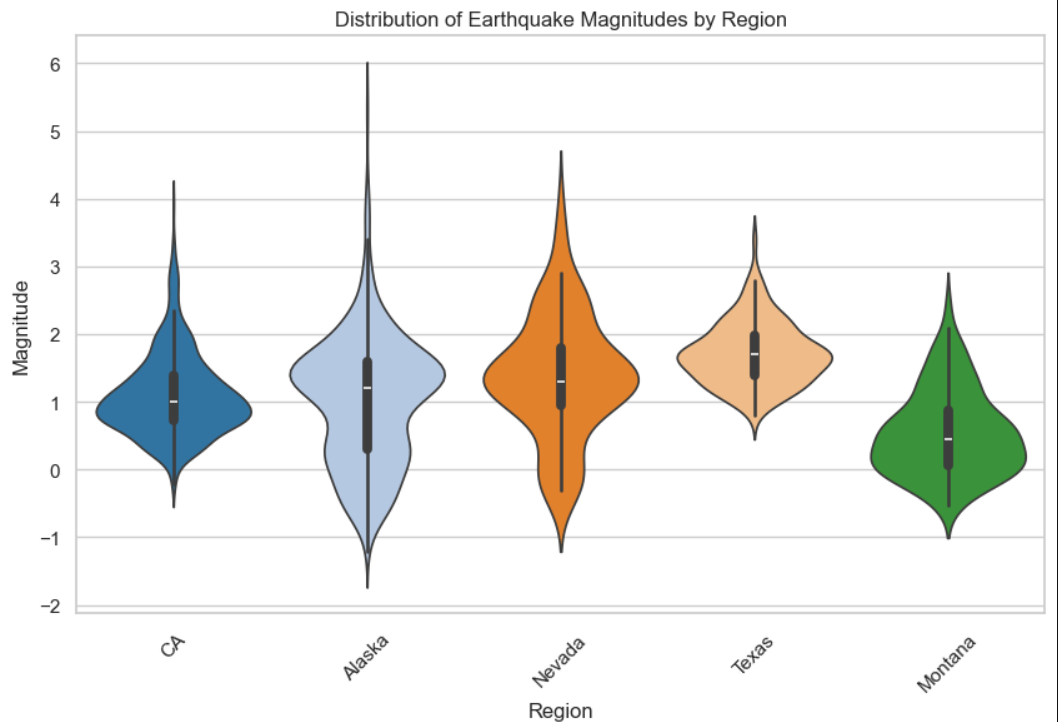 Distribution of Earthquake Magnitudes by Region
Magnitude
6
5
4
3
2
1
0
−1
−2
CA
Alaska
Nevada
Texas
Montana
Region